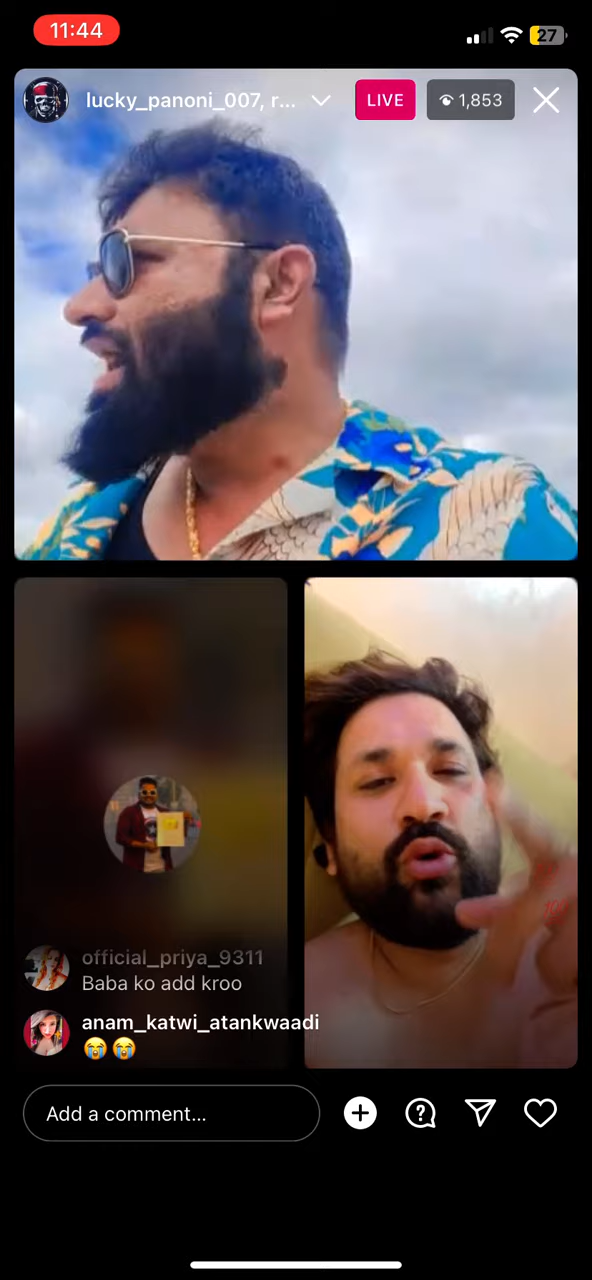 11:44
27
lucky_panoni_007, r...
LIVE
1,853
official_priya_9311
Baba ko add kroo
anam_katwi_atankwaadi
😭😭
Add a comment...